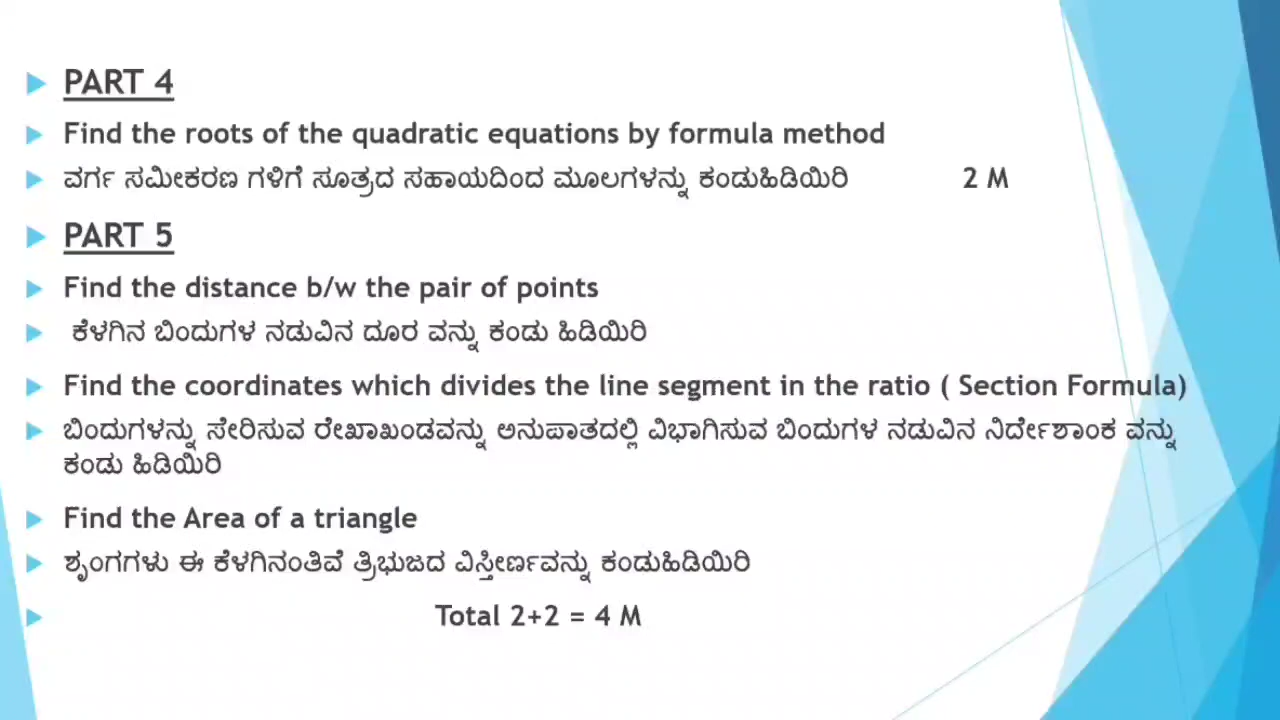 PART 4
Find the roots of the quadratic equations by formula method
ವರ್ಗ ಸಮೀಕರಣ ಗಳಿಗೆ ಸೂತ್ರದ ಸಹಾಯದಿಂದ ಮೂಲಗಳನ್ನು ಕಂಡುಹಿಡಿಯಿರಿ 2 M
PART 5
Find the distance b/w the pair of points
ಕೆಳಗಿನ ಬಿಂದುಗಳ ನಡುವಿನ ದೂರ ವನ್ನು ಕಂಡು ಹಿಡಿಯಿರಿ
Find the coordinates which divides the line segment in the ratio ( Section Formula)
ಬಿಂದುಗಳನ್ನು ಸೇರಿಸುವ ರೇಖಾಖಂಡವನ್ನು ಅನುಪಾತದಲ್ಲಿ ವಿಭಾಗಿಸುವ ಬಿಂದುಗಳ ನಡುವಿನ ನಿರ್ದೇಶಾಂಕ ವನ್ನು
ಕಂಡು ಹಿಡಿಯಿರಿ
Find the Area of a triangle
ಶೃಂಗಗಳು ಈ ಕೆಳಗಿನಂತಿವೆ ತ್ರಿಭುಜದ ವಿಸ್ತೀರ್ಣವನ್ನು ಕಂಡುಹಿಡಿಯಿರಿ
Total 2+2 = 4 M